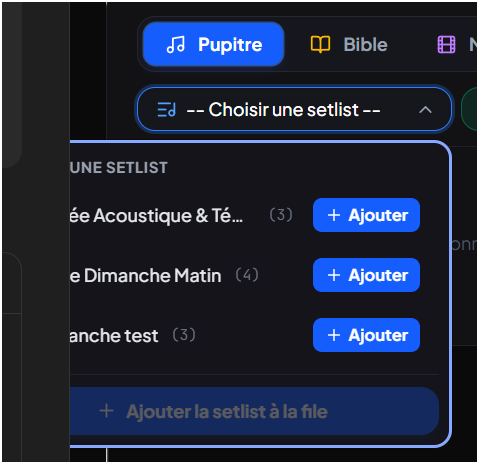 Pupitre Bible
-- Choisir une setlist --
UNE SETLIST
ée Acoustique & Té... (3) + Ajouter
e Dimanche Matin (4) + Ajouter
anche test (3) + Ajouter
+ Ajouter la setlist à la file